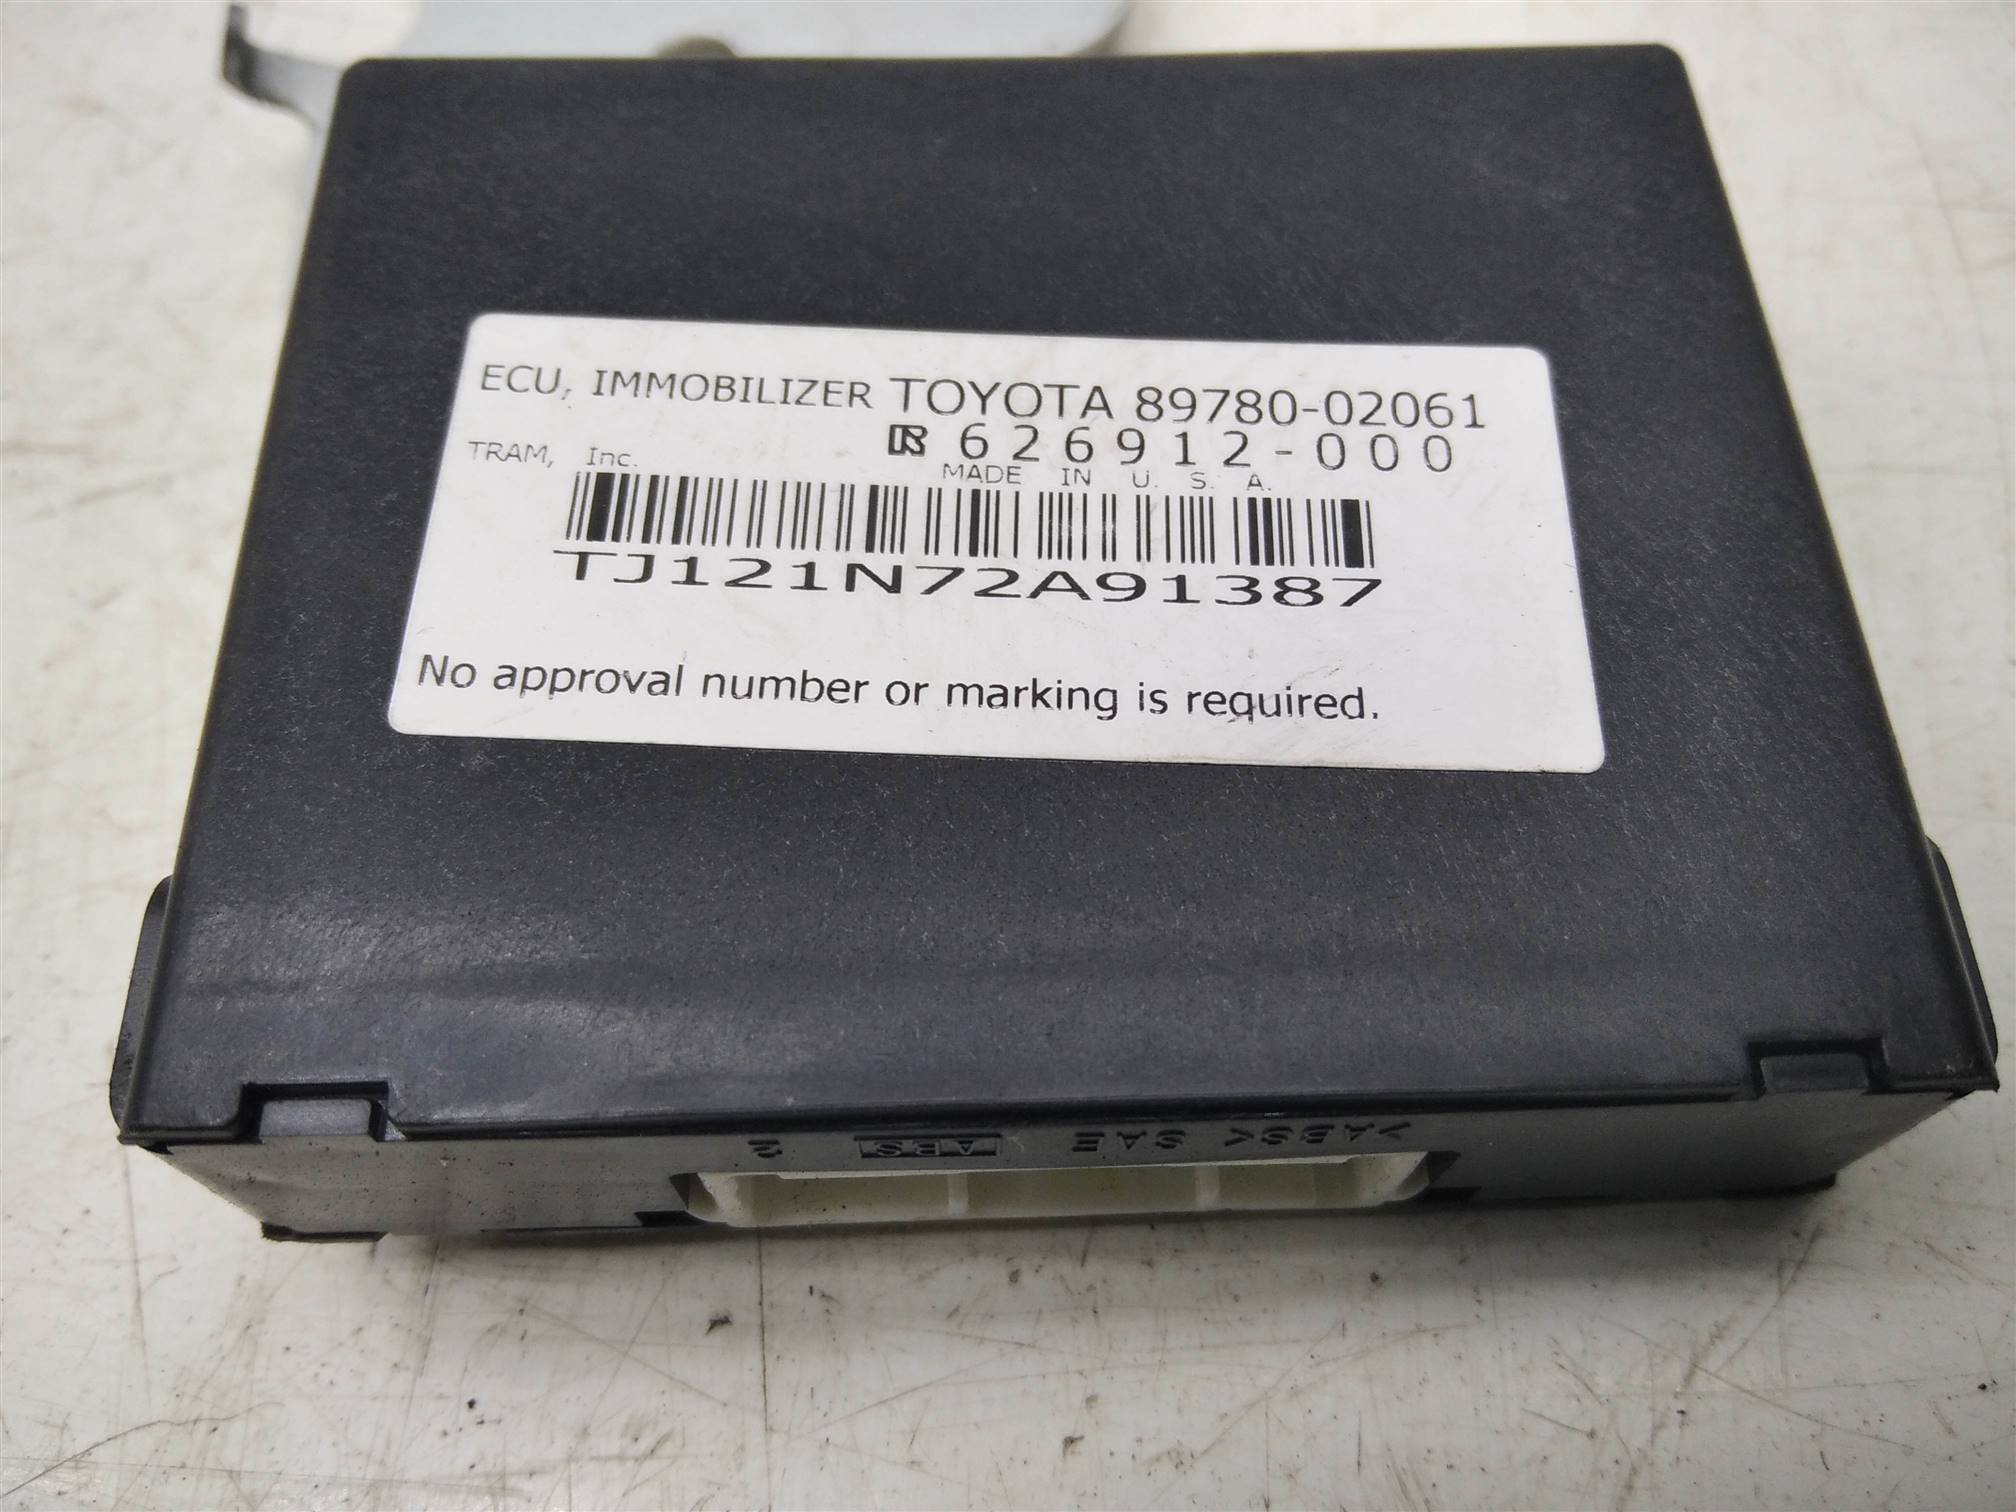 ECU, IMMOBILIZER TOYOTA 89780-02061
626912-000
TRAM, Inc.
MADE IN U. S. A.
TJ121N72A91387
No approval number or marking is required.
>ABS< SAE ABS 2